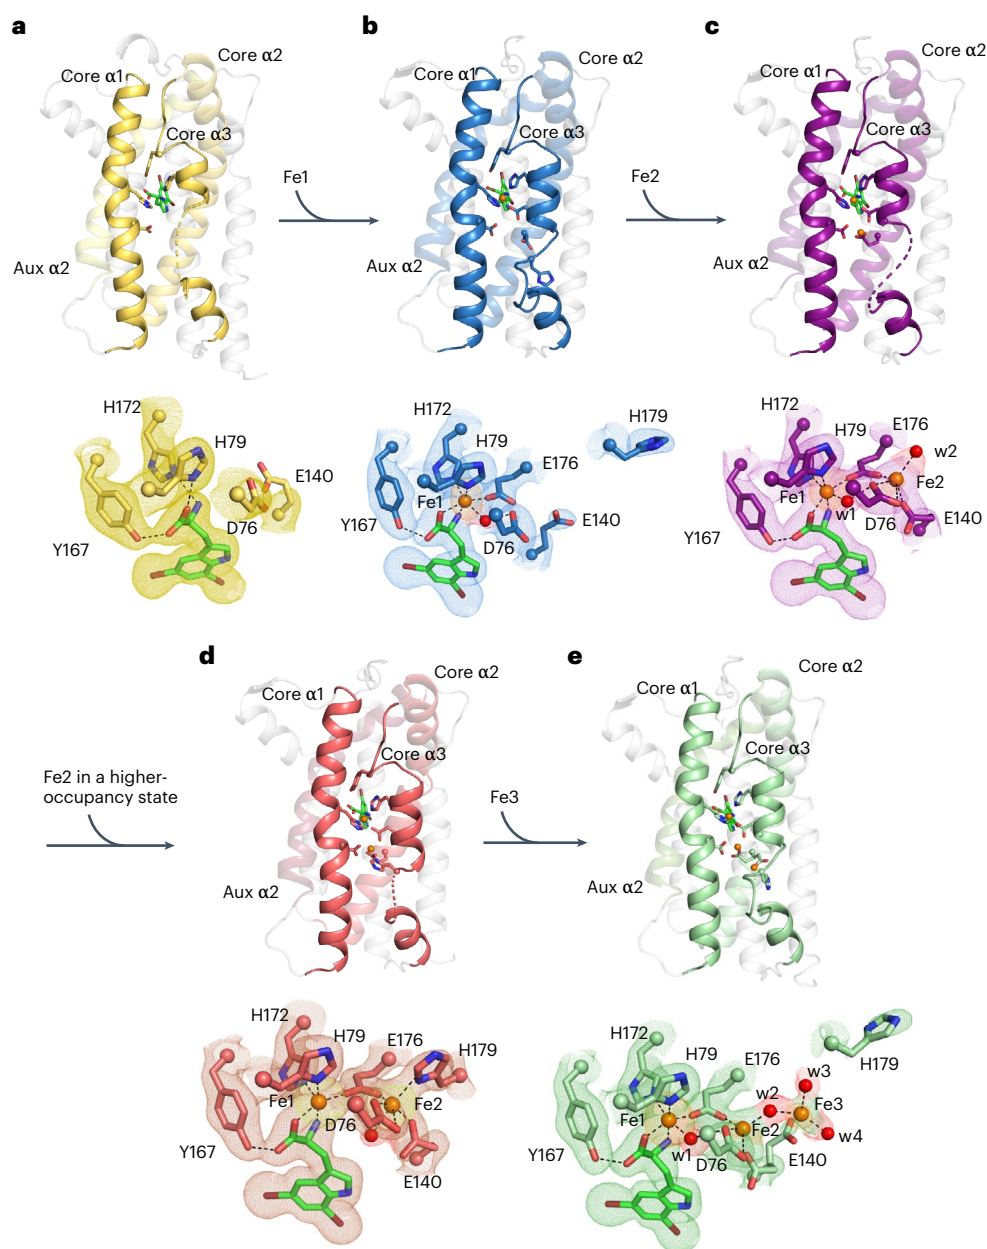 a
Core α1
Core α2
Core α3
Aux α2
Fe1
b
Core α1
Core α2
Core α3
Aux α2
Fe2
c
Core α1
Core α2
Core α3
Aux α2
H172
H79
E140
D76
Y167
H172
H79
H179
E176
Fe1
E140
D76
Y167
H172
H79
E176
w2
Fe1
Fe2
w1
D76
E140
Y167
d
Core α1
Core α2
Core α3
Aux α2
Fe2 in a higher-
occupancy state
Fe3
e
Core α1
Core α2
Core α3
Aux α2
H172
H79
E176
H179
Fe1
Fe2
D76
Y167
E140
H172
H79
E176
H179
w3
w2
Fe1
Fe3
Fe2
w4
w1
D76
E140
Y167